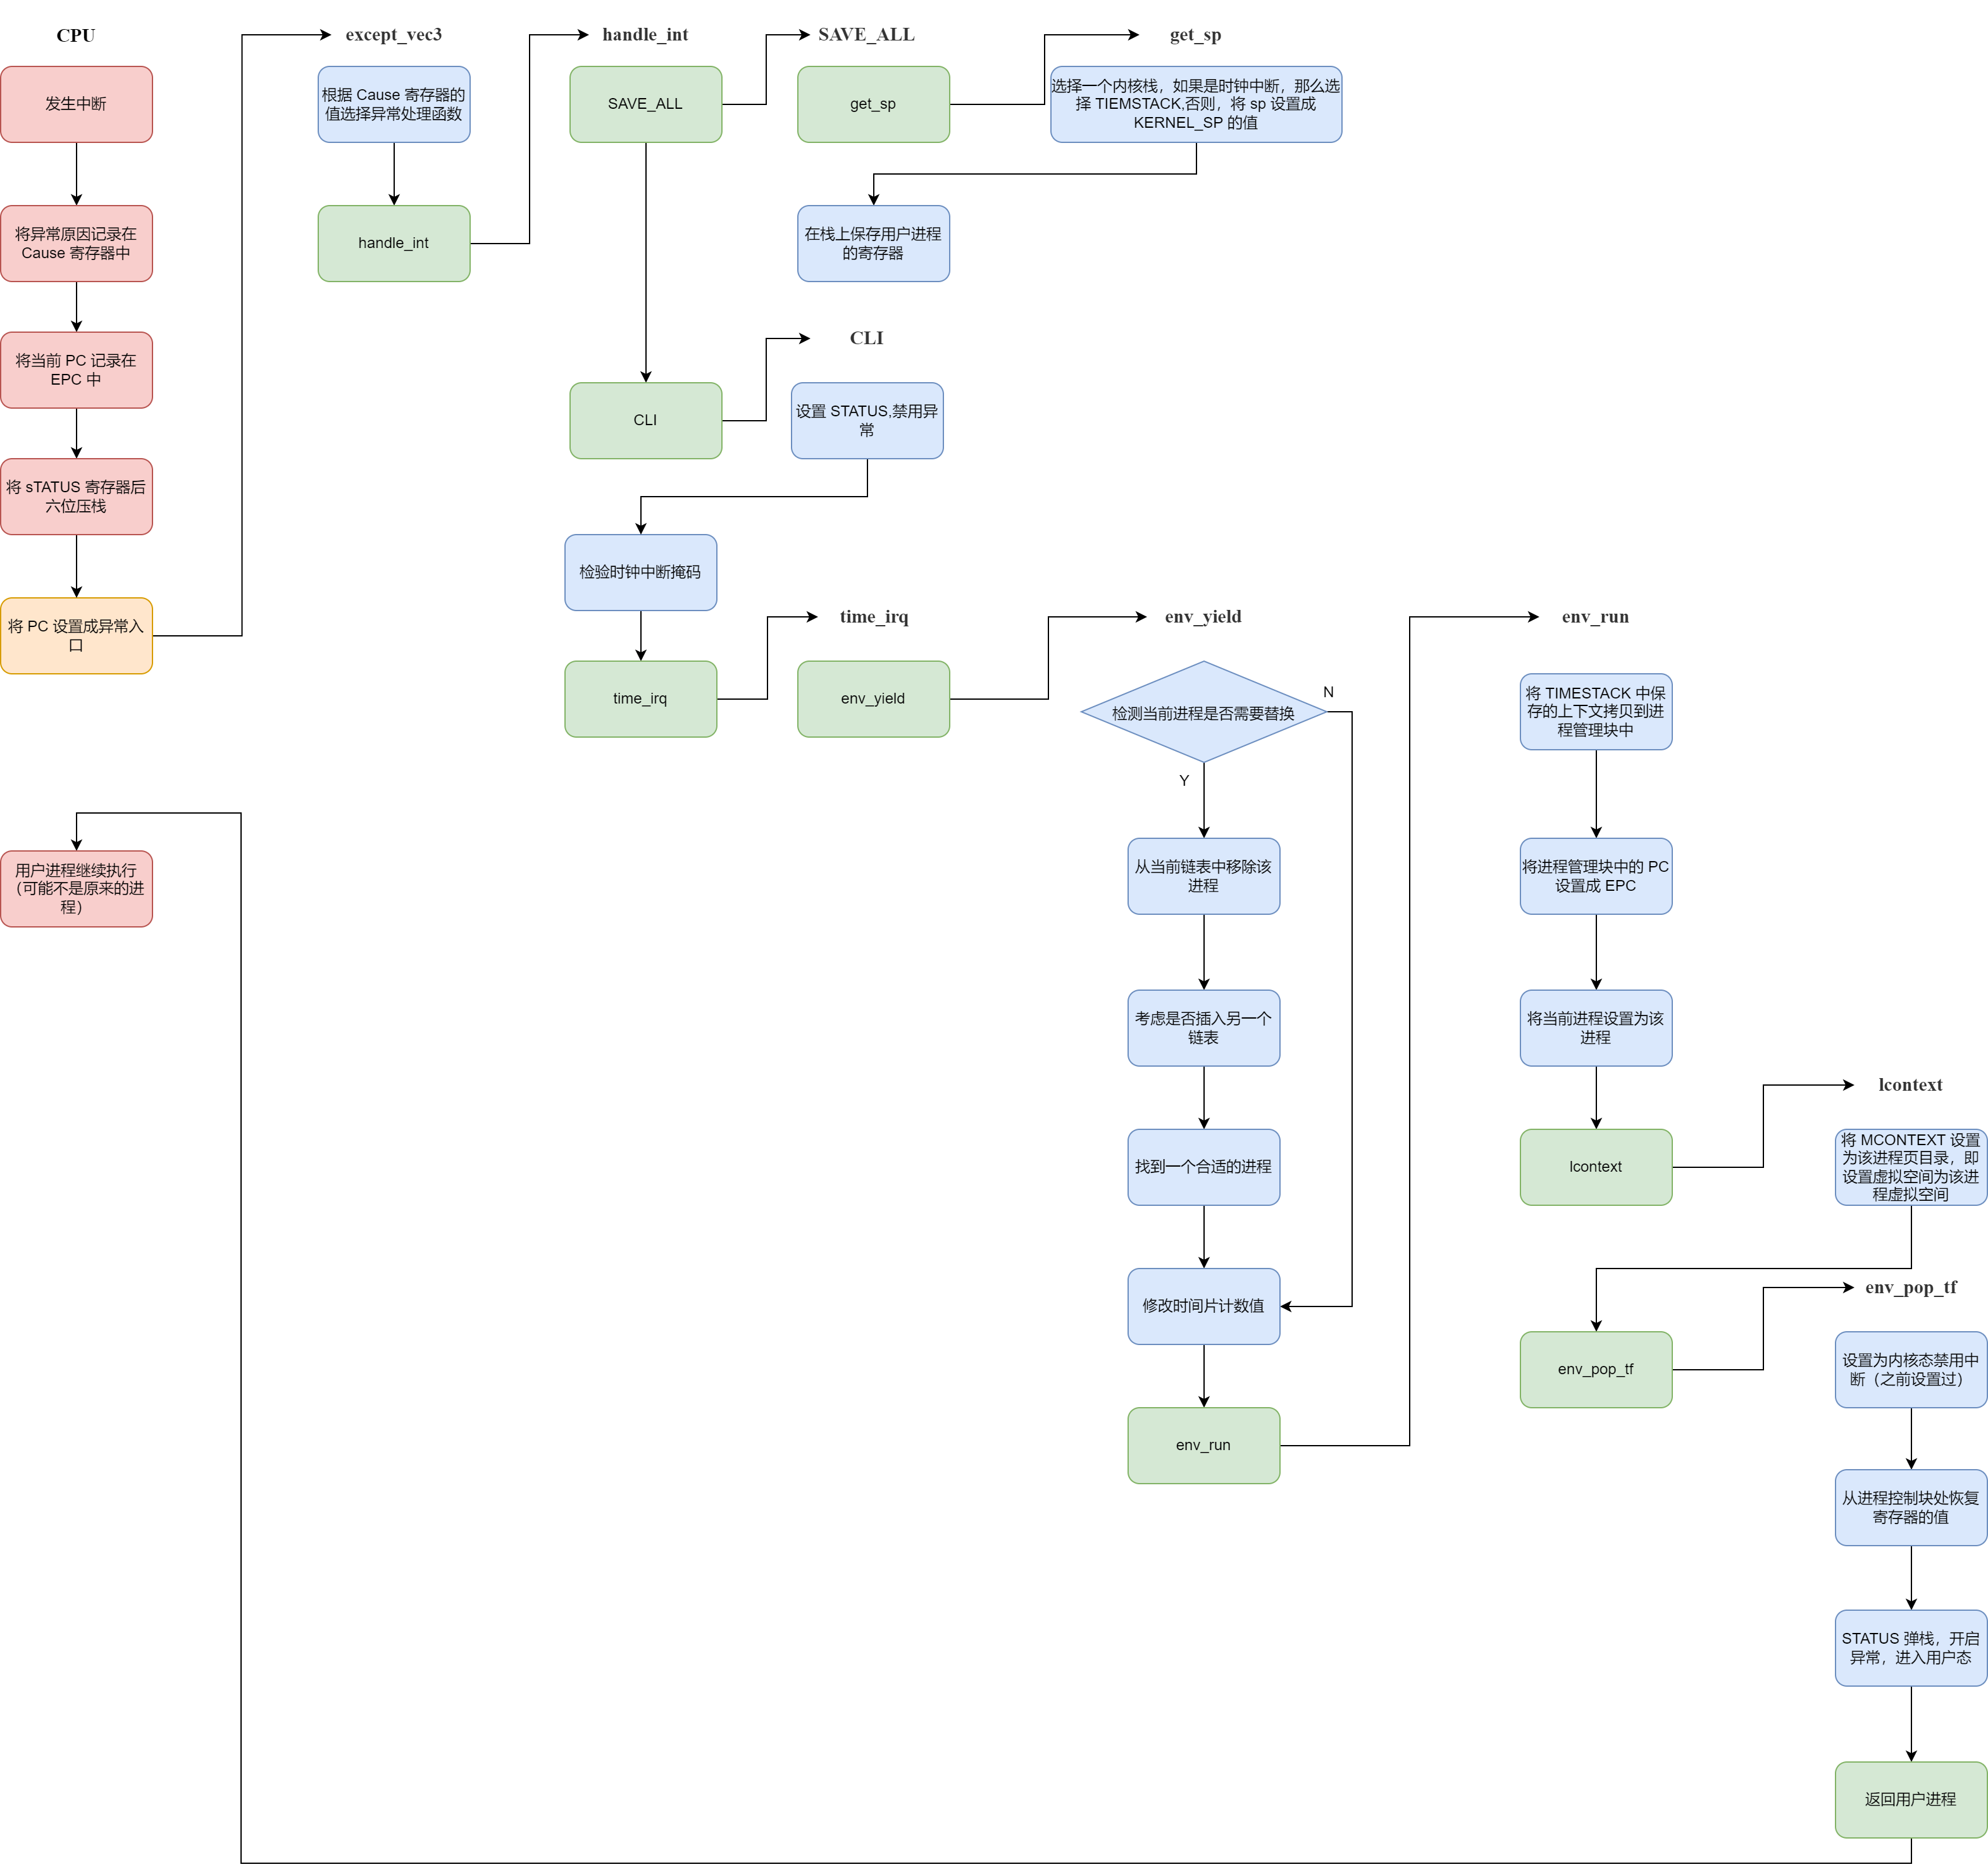 CPU
发生中断
将异常原因记录在
Cause 寄存器中
将当前 PC 记录在
EPC 中
将 sTATUS 寄存器后
六位压栈
将 PC 设置成异常入
口
用户进程继续执行
（可能不是原来的进
程）
except_vec3
根据 Cause 寄存器的
值选择异常处理函数
handle_int
handle_int
SAVE_ALL
CLI
检验时钟中断掩码
time_irq
SAVE_ALL
get_sp
在栈上保存用户进程
的寄存器
get_sp
选择一个内核栈，如果是时钟中断，那么选
择 TIEMSTACK,否则，将 sp 设置成
KERNEL_SP 的值
CLI
设置 STATUS,禁用异
常
time_irq
env_yield
env_yield
检测当前进程是否需要替换
N
Y
从当前链表中移除该
进程
考虑是否插入另一个
链表
找到一个合适的进程
修改时间片计数值
env_run
env_run
将 TIMESTACK 中保
存的上下文拷贝到进
程管理块中
将进程管理块中的 PC
设置成 EPC
将当前进程设置为该
进程
lcontext
env_pop_tf
lcontext
将 MCONTEXT 设置
为该进程页目录，即
设置虚拟空间为该进
程虚拟空间
env_pop_tf
设置为内核态禁用中
断（之前设置过）
从进程控制块处恢复
寄存器的值
STATUS 弹栈，开启
异常，进入用户态
返回用户进程